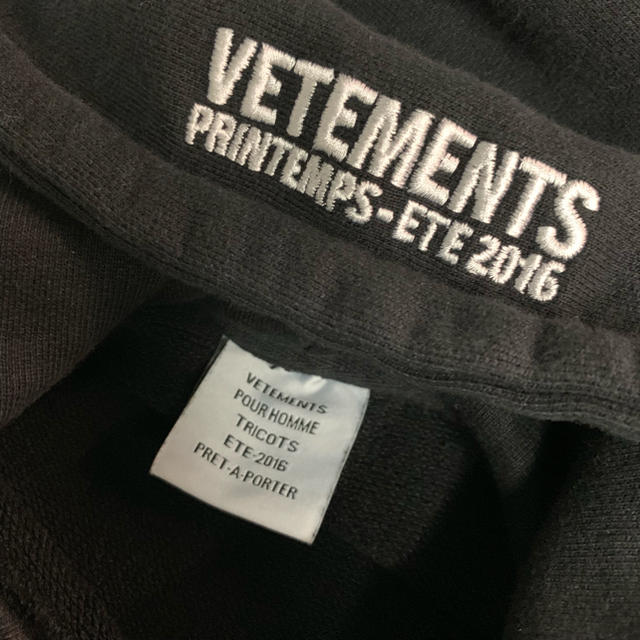 VETEMENTS
PRINTEMPS-ETE 2016
VETEMENTS
POUR HOMME
TRICOTS
ETE-2016
PRET-A-PORTER